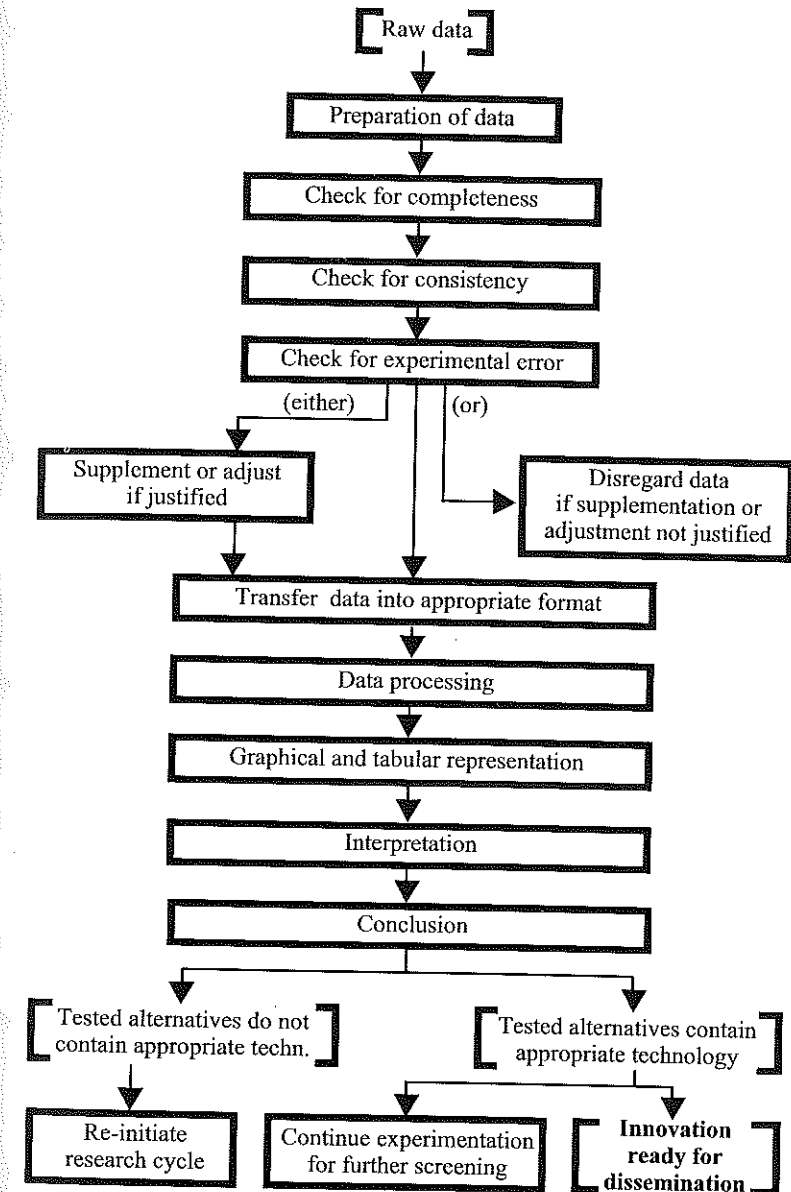 Raw data
Preparation of data
Check for completeness
Check for consistency
Check for experimental error
(either)
(or)
Supplement or adjust
if justified
Disregard data
if supplementation or
adjustment not justified
Transfer data into appropriate format
Data processing
Graphical and tabular representation
Interpretation
Conclusion
Tested alternatives do not
contain appropriate techn.
Tested alternatives contain
appropriate technology
Re-initiate
research cycle
Continue experimentation
for further screening
Innovation
ready for
dissemination